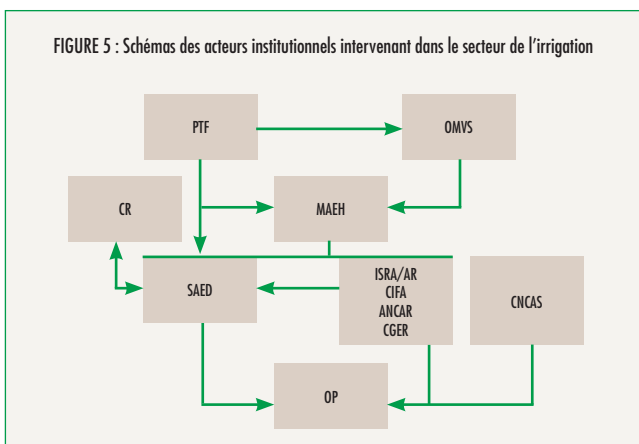 FIGURE 5 : Schémas des acteurs institutionnels intervenant dans le secteur de l'irrigation
PTF
OMVS
CR
MAEH
SAED
ISRA/AR
CIFA
ANCAR
CGER
CNCAS
OP